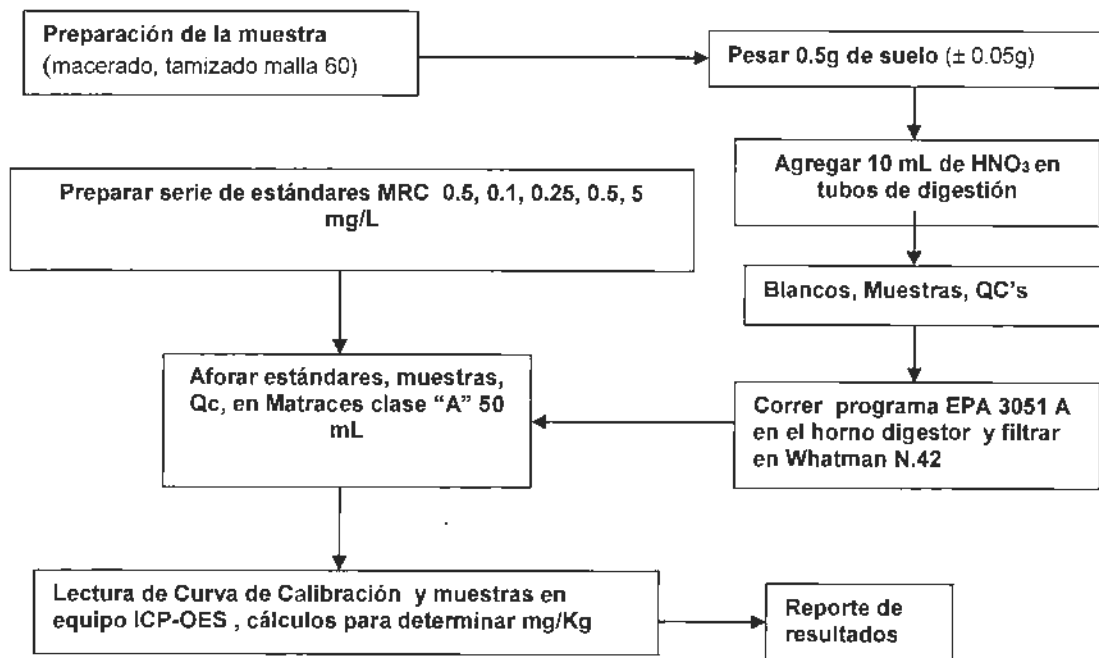 Preparación de la muestra
(macerado, tamizado malla 60)
Pesar 0.5g de suelo (± 0.05g)
Agregar 10 mL de HNO₃ en
tubos de digestión
Preparar serie de estándares MRC 0.5, 0.1, 0.25, 0.5, 5
mg/L
Blancos, Muestras, QC's
Aforar estándares, muestras,
Qc, en Matraces clase "A" 50
mL
Correr programa EPA 3051 A
en el horno digestor y filtrar
en Whatman N.42
Lectura de Curva de Calibración y muestras en
equipo ICP-OES , cálculos para determinar mg/Kg
Reporte de
resultados